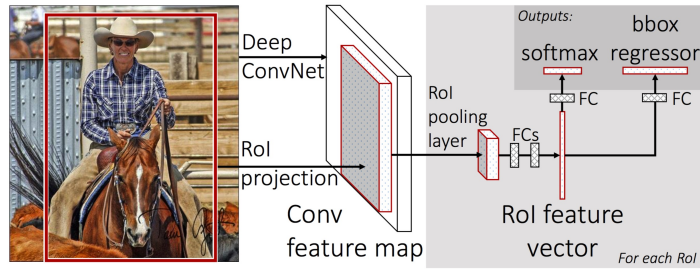 Deep
ConvNet
RoI
projection
Conv
feature map
RoI
pooling
layer
FCs
RoI feature
vector
Outputs:
softmax
bbox
regressor
FC
FC
For each RoI